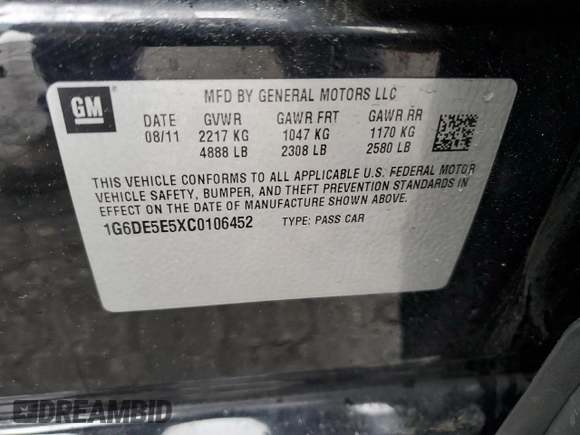 GM
MFD BY GENERAL MOTORS LLC
DATE GVWR GAWR FRT GAWR RR
08/11 2217 KG 1047 KG 1170 KG
4888 LB 2308 LB 2580 LB
THIS VEHICLE CONFORMS TO ALL APPLICABLE U.S. FEDERAL MOTOR
VEHICLE SAFETY, BUMPER, AND THEFT PREVENTION STANDARDS IN
EFFECT ON THE DATE OF MANUFACTURE SHOWN ABOVE.
1G6DE5E5XC0106452 TYPE: PASS CAR
DREAMBID